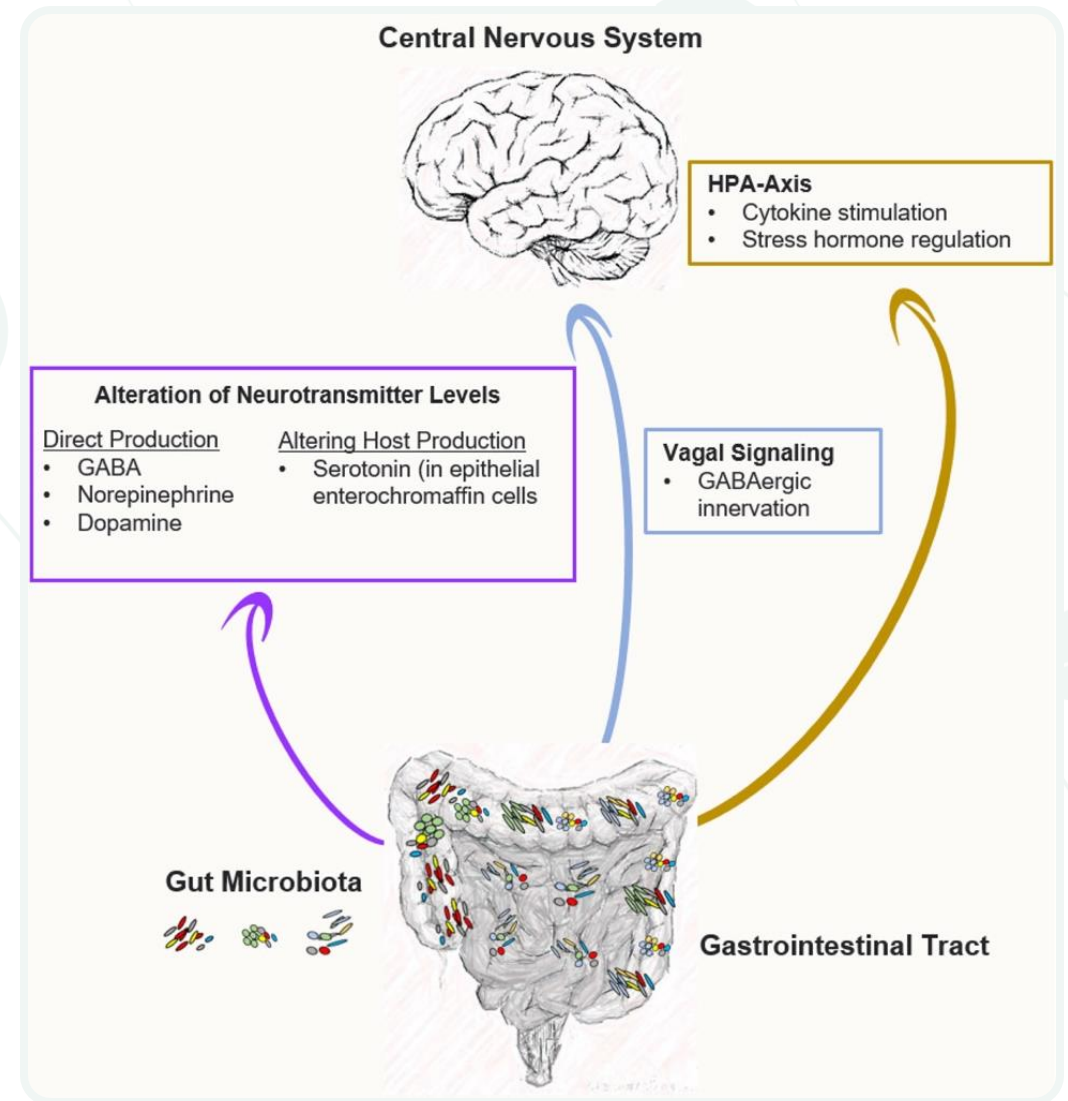 Central Nervous System
HPA-Axis
• Cytokine stimulation
• Stress hormone regulation
Alteration of Neurotransmitter Levels
Direct Production
• GABA
• Norepinephrine
• Dopamine
Altering Host Production
• Serotonin (in epithelial
enterochromaffin cells
Vagal Signaling
• GABAergic
innervation
Gut Microbiota
Gastrointestinal Tract